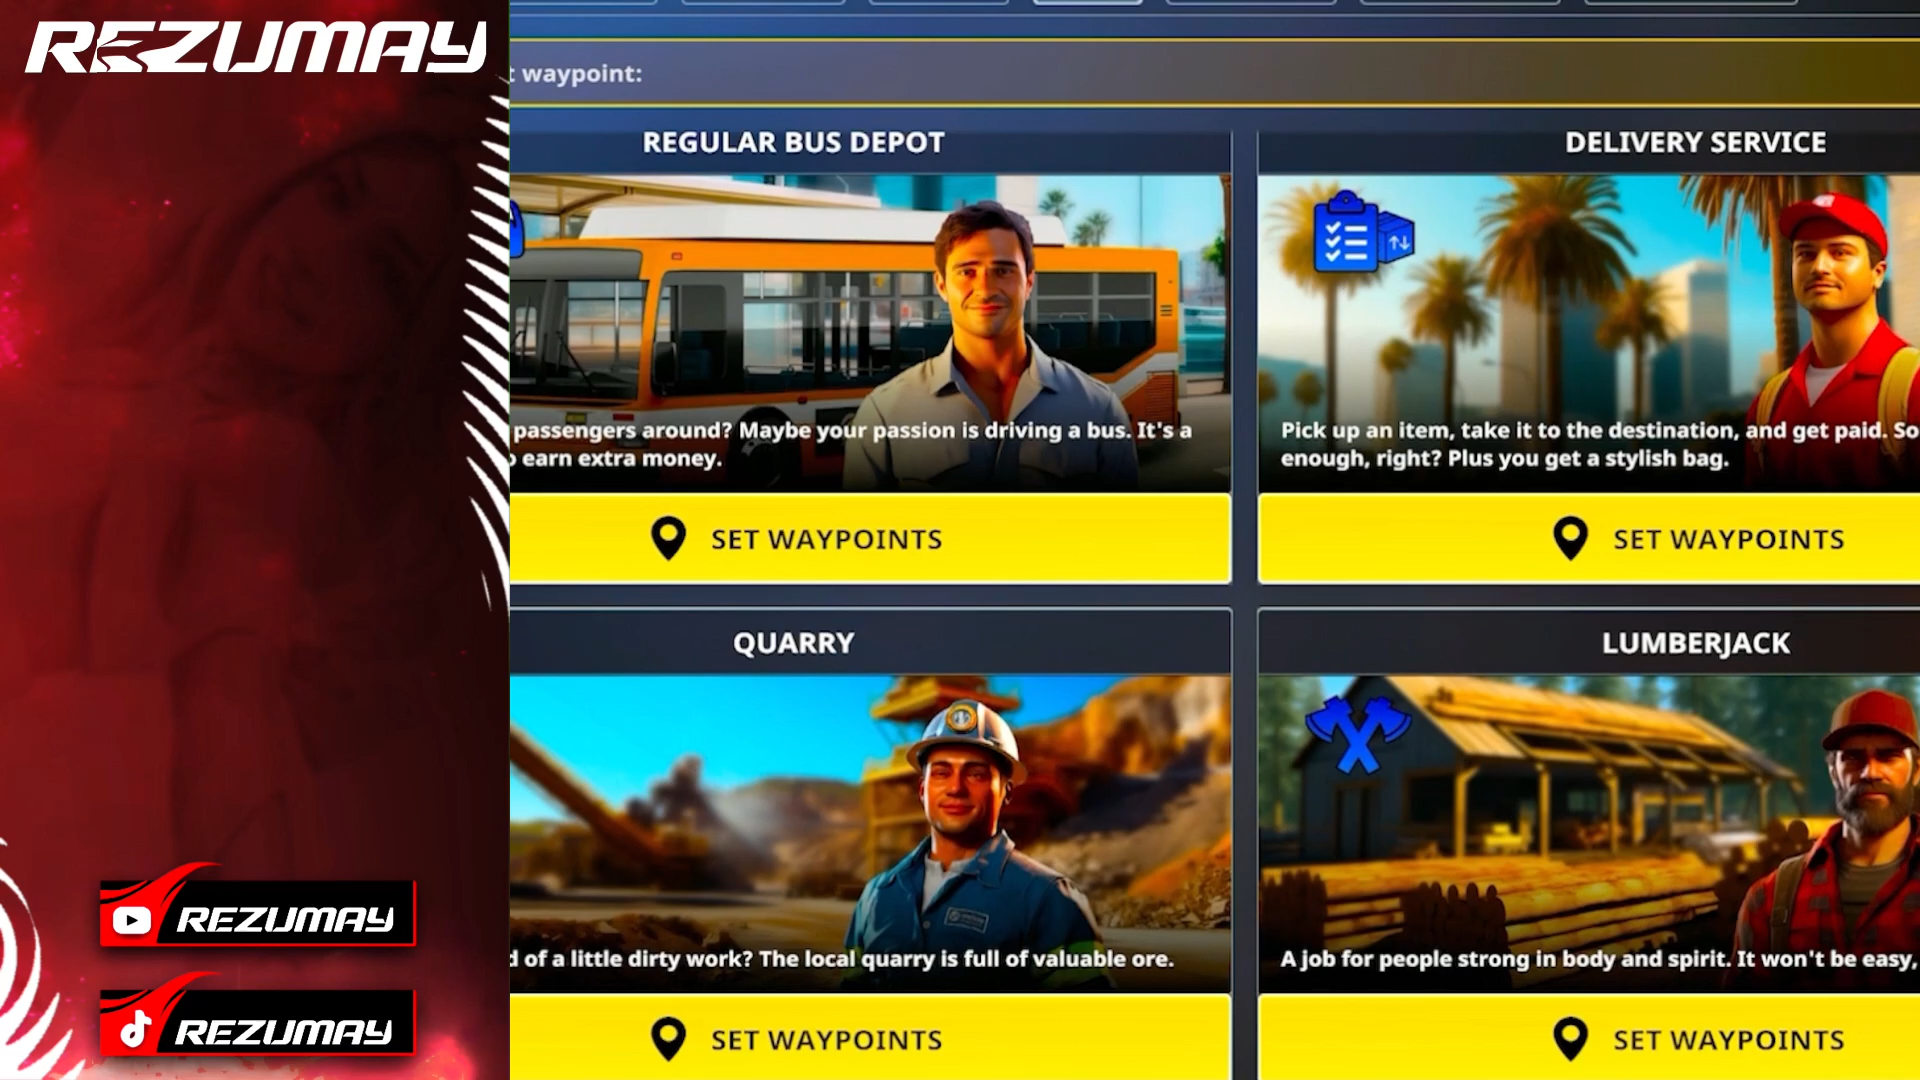 REZUMAY
waypoint:
REGULAR BUS DEPOT
DELIVERY SERVICE
passengers around? Maybe your passion is driving a bus. It's a
earn extra money.
Pick up an item, take it to the destination, and get paid. So
enough, right? Plus you get a stylish bag.
SET WAYPOINTS
SET WAYPOINTS
QUARRY
LUMBERJACK
of a little dirty work? The local quarry is full of valuable ore.
A job for people strong in body and spirit. It won't be easy,
SET WAYPOINTS
SET WAYPOINTS
REZUMAY
REZUMAY